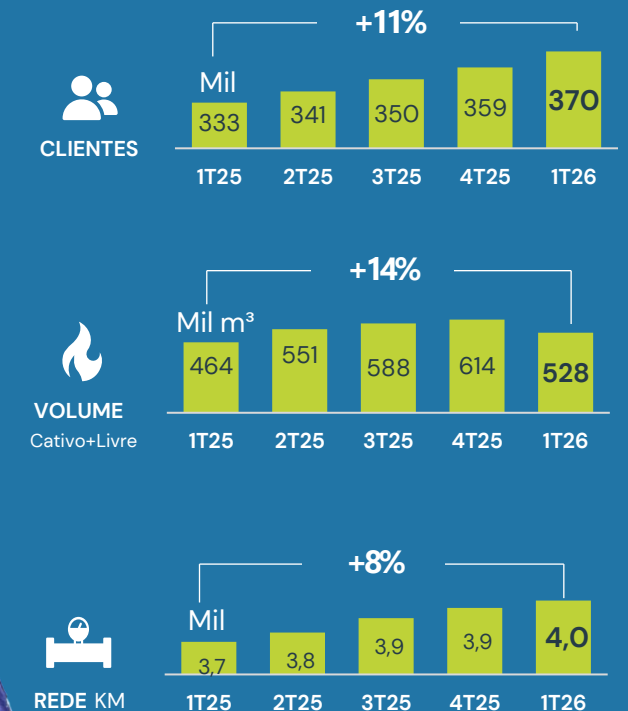 +11%
Mil
333 341 350 359 370
CLIENTES
1T25 2T25 3T25 4T25 1T26
+14%
Mil m³
464 551 588 614 528
VOLUME
Cativo+Livre
1T25 2T25 3T25 4T25 1T26
+8%
Mil
3,7 3,8 3,9 3,9 4,0
REDE KM
1T25 2T25 3T25 4T25 1T26